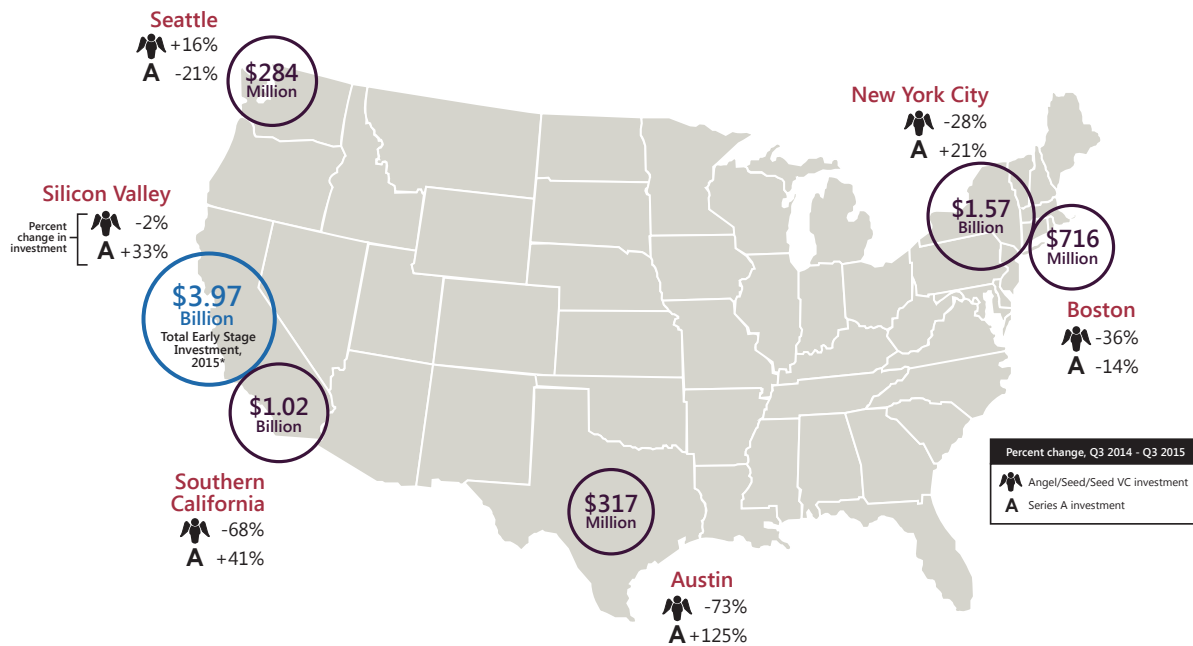 Seattle
+16%
A -21%
$284
Million
New York City
-28%
A +21%
$1.57
Billion
$716
Million
Boston
-36%
A -14%
Silicon Valley
Percent
change in
investment
-2%
A +33%
$3.97
Billion
Total Early Stage
Investment,
2015*
$1.02
Billion
Southern
California
-68%
A +41%
$317
Million
Austin
-73%
A +125%
Percent change, Q3 2014 - Q3 2015
Angel/Seed/Seed VC investment
A Series A investment